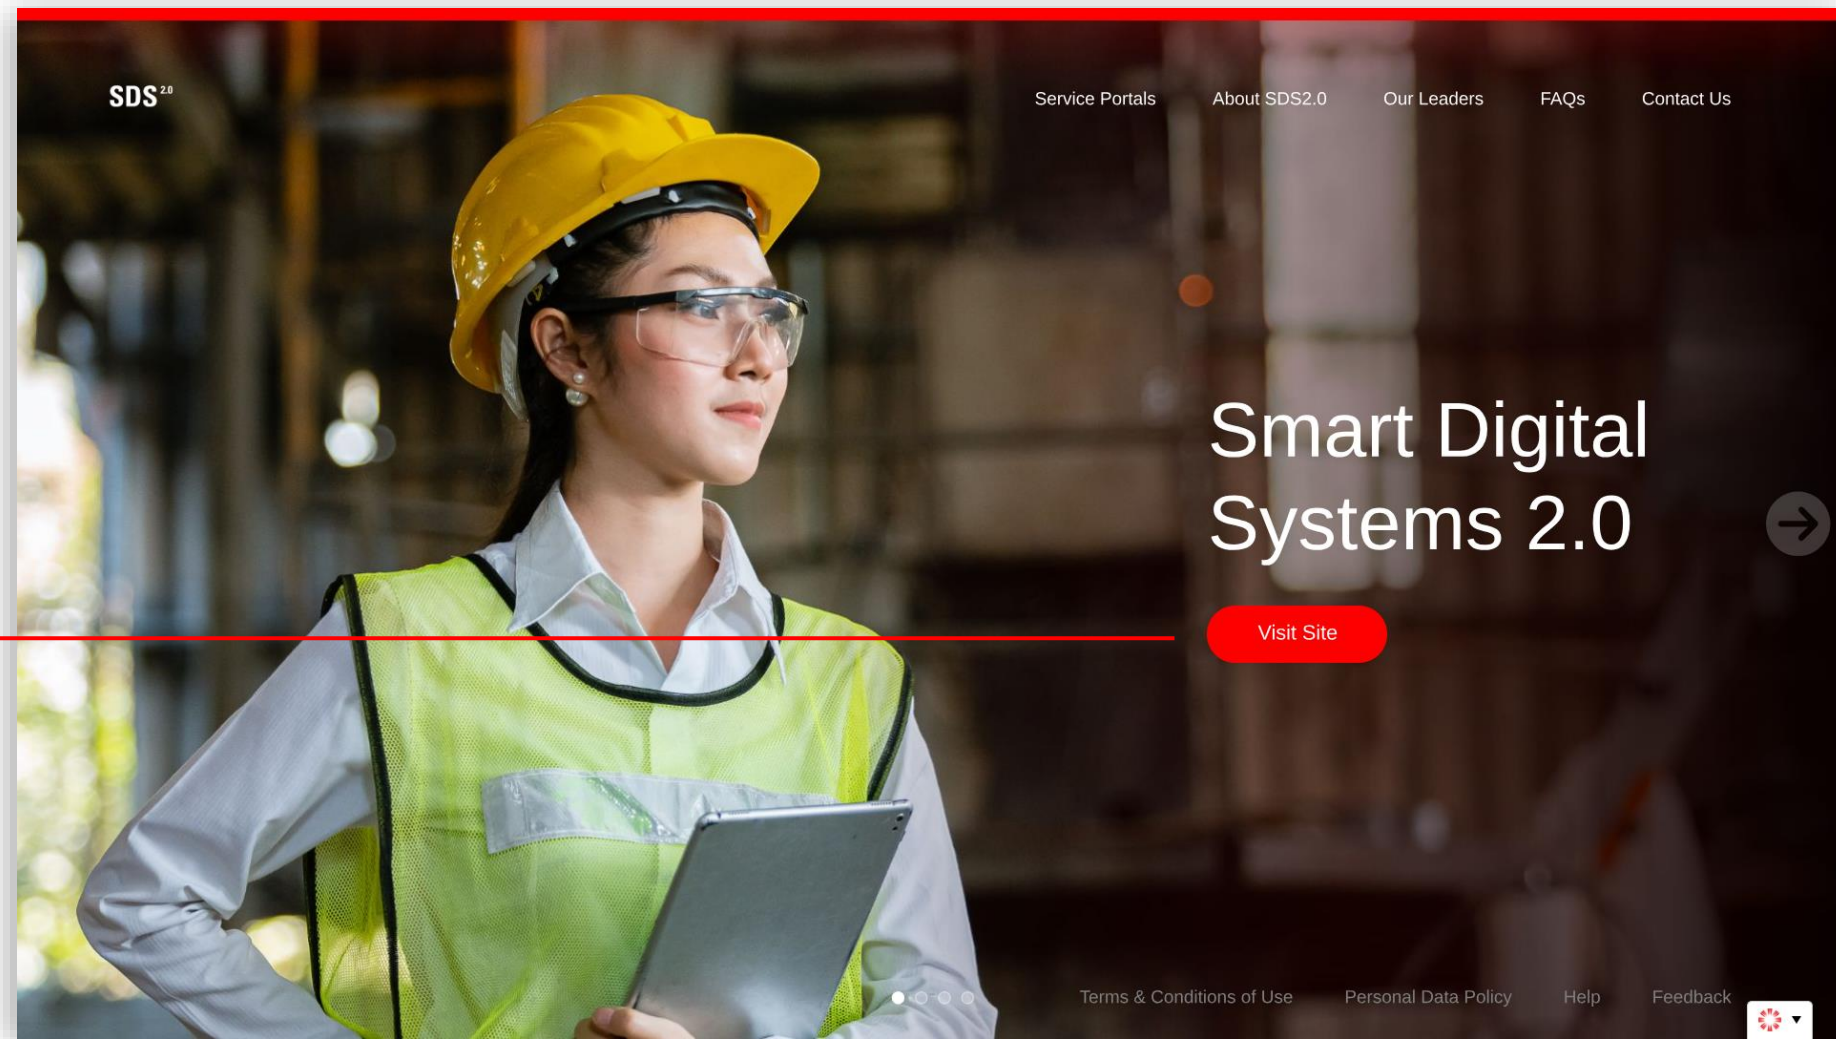 SDS 2.0
Service Portals About SDS2.0 Our Leaders FAQs Contact Us
Smart Digital
Systems 2.0
Visit Site
Terms & Conditions of Use Personal Data Policy Help Feedback